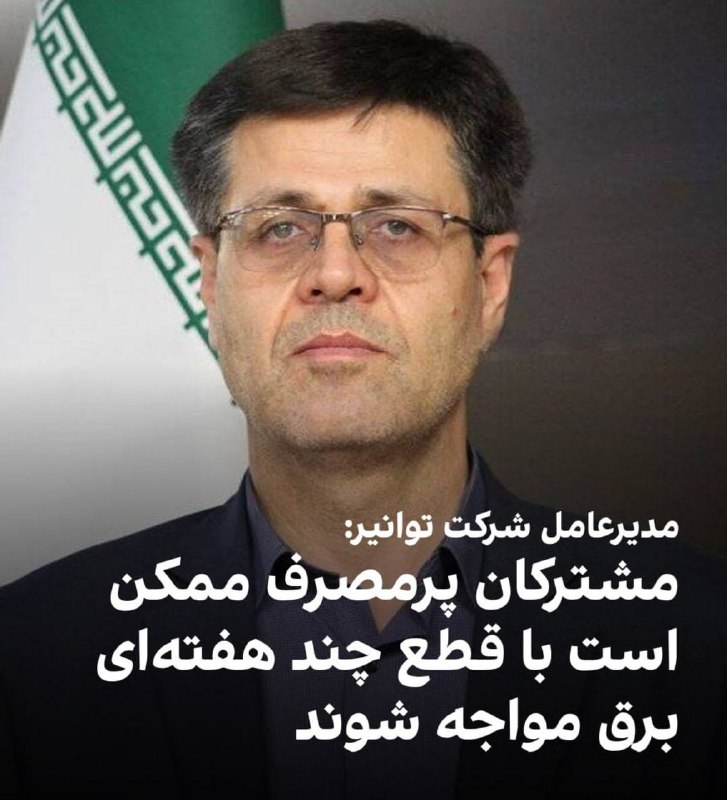 مدیرعامل شرکت توانیر:
مشترکان پرمصرف ممکن
است با قطع چند هفته‌ای
برق مواجه شوند